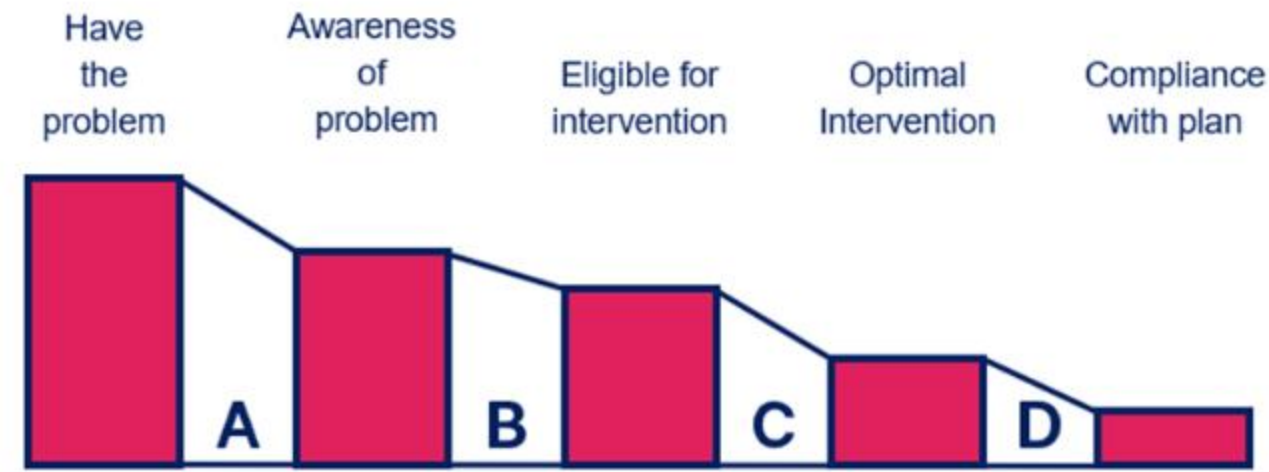 Have
the
problem
Awareness
of
problem
Eligible for
intervention
Optimal
Intervention
Compliance
with plan
A
B
C
D